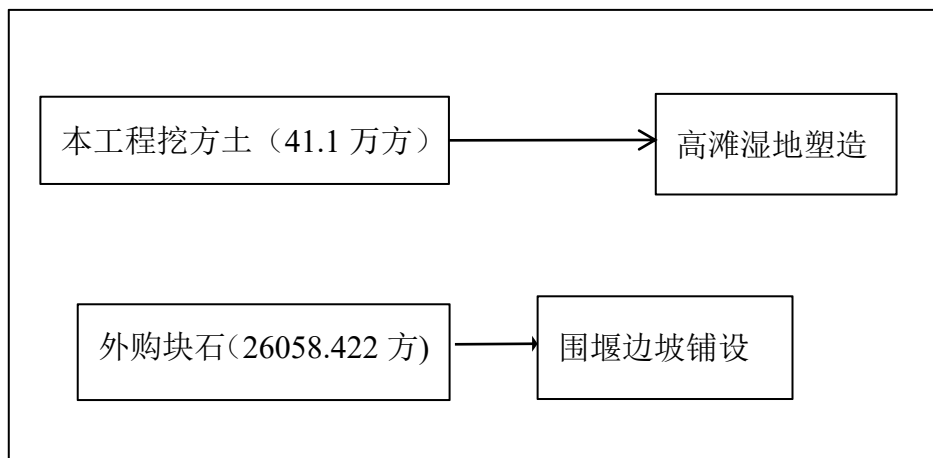 本工程挖方土（41.1 万方）
高滩湿地塑造
外购块石（26058.422 方)
围堰边坡铺设